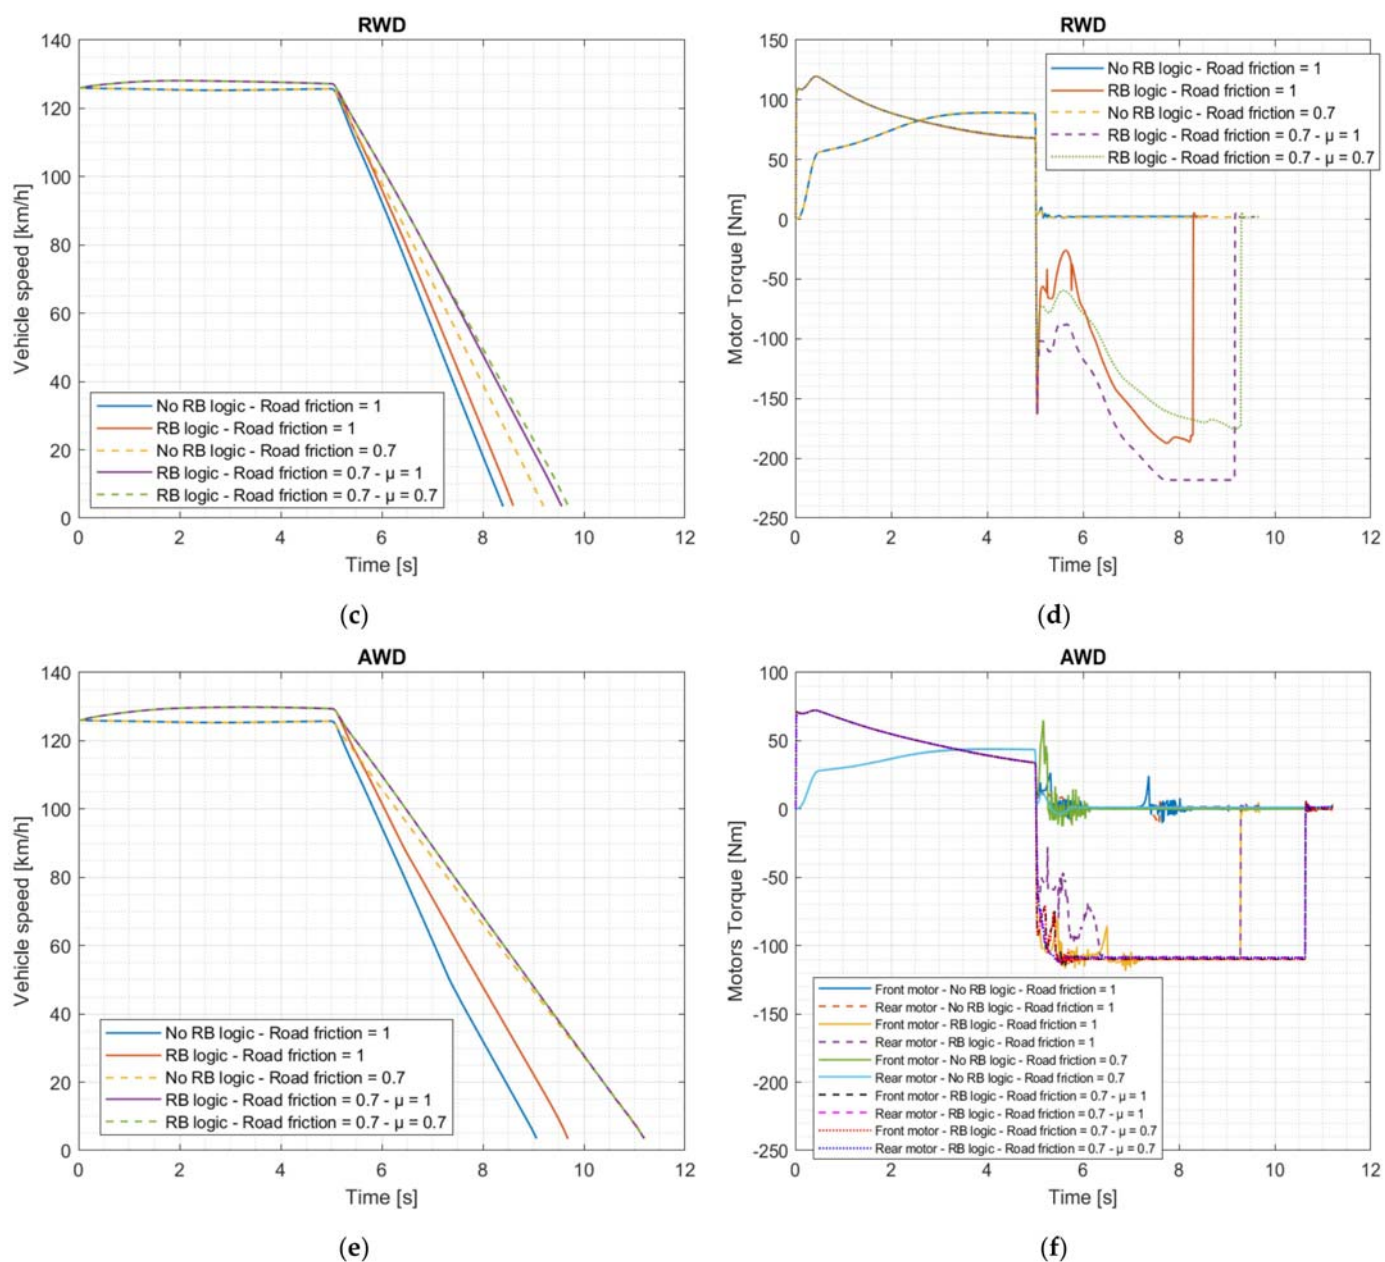 RWD
140
120
100
80
60
40
20
0
Vehicle speed [km/h]
No RB logic - Road friction = 1
RB logic - Road friction = 1
No RB logic - Road friction = 0.7
RB logic - Road friction = 0.7 - μ = 1
RB logic - Road friction = 0.7 - μ = 0.7
0 2 4 6 8 10 12
Time [s]
(c)
RWD
150
100
50
0
-50
-100
-150
-200
-250
Motor Torque [Nm]
No RB logic - Road friction = 1
RB logic - Road friction = 1
No RB logic - Road friction = 0.7
RB logic - Road friction = 0.7 - μ = 1
RB logic - Road friction = 0.7 - μ = 0.7
0 2 4 6 8 10 12
Time [s]
(d)
AWD
140
120
100
80
60
40
20
0
Vehicle speed [km/h]
No RB logic - Road friction = 1
RB logic - Road friction = 1
No RB logic - Road friction = 0.7
RB logic - Road friction = 0.7 - μ = 1
RB logic - Road friction = 0.7 - μ = 0.7
0 2 4 6 8 10 12
Time [s]
(e)
AWD
100
50
0
-50
-100
-150
-200
-250
Motors Torque [Nm]
Front motor - No RB logic - Road friction = 1
Rear motor - No RB logic - Road friction = 1
Front motor - RB logic - Road friction = 1
Rear motor - RB logic - Road friction = 1
Front motor - No RB logic - Road friction = 0.7
Rear motor - No RB logic - Road friction = 0.7
Front motor - RB logic - Road friction = 0.7 - μ = 1
Rear motor - RB logic - Road friction = 0.7 - μ = 1
Front motor - RB logic - Road friction = 0.7 - μ = 0.7
Rear motor - RB logic - Road friction = 0.7 - μ = 0.7
0 2 4 6 8 10 12
Time [s]
(f)